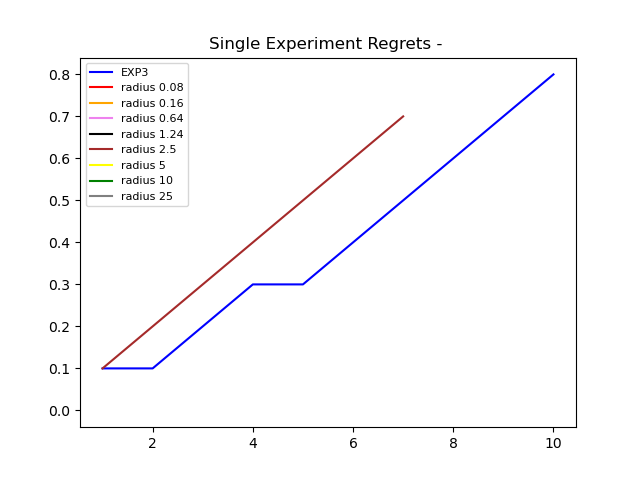 Single Experiment Regrets -
EXP3
radius 0.08
radius 0.16
radius 0.64
radius 1.24
radius 2.5
radius 5
radius 10
radius 25
0.8
0.7
0.6
0.5
0.4
0.3
0.2
0.1
0.0
2
4
6
8
10